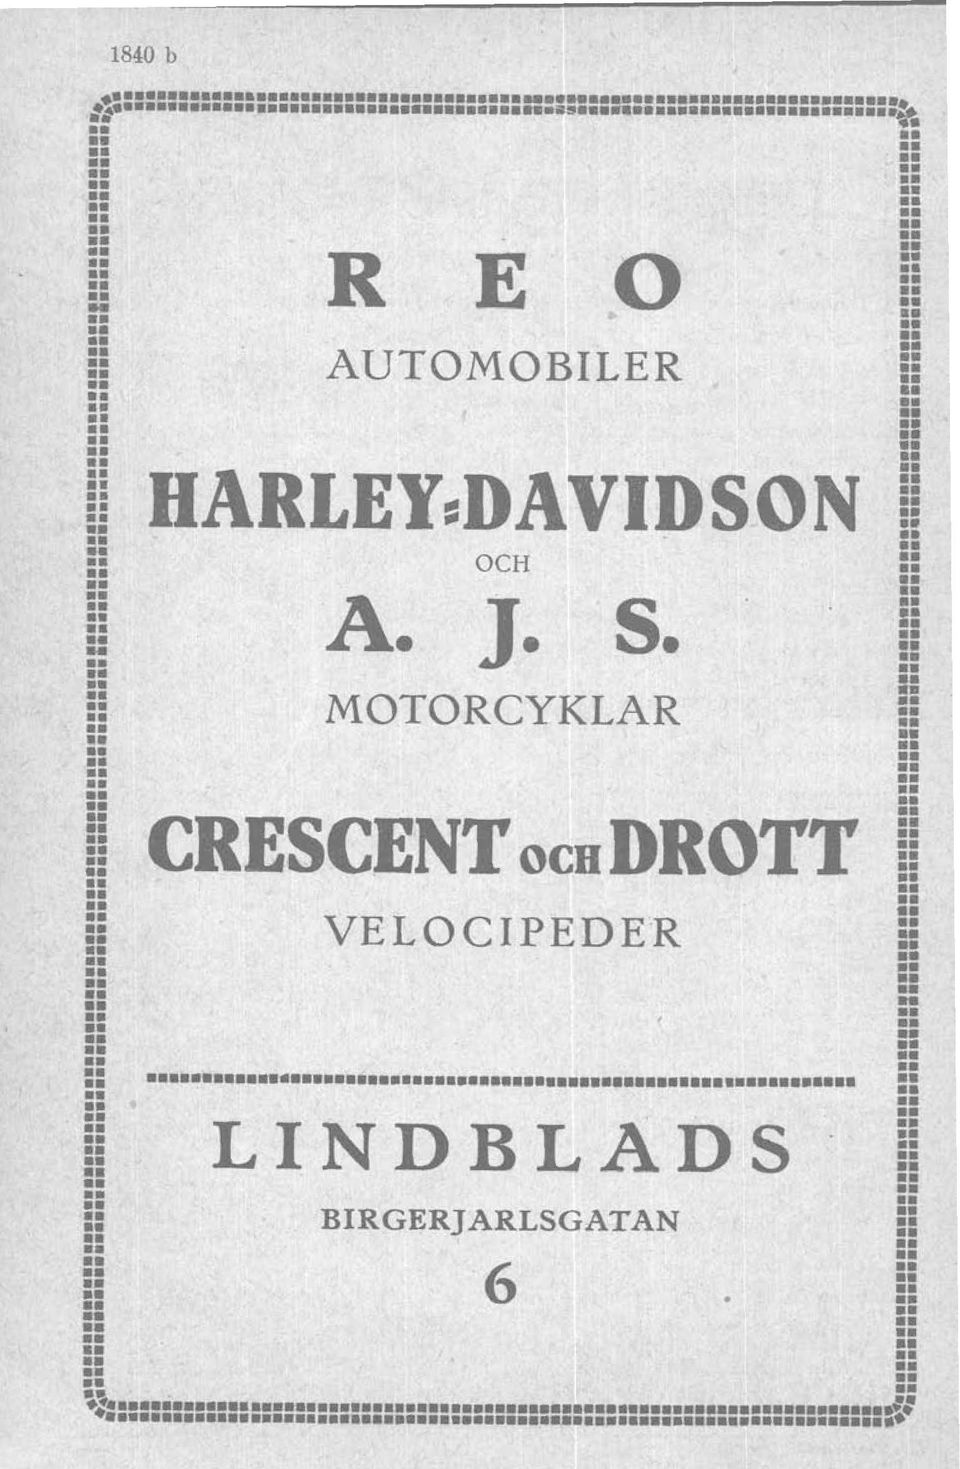 1840 b
R E O
AUTOMOBILER
HARLEY=DAVIDSON
OCH
A. J. S.
MOTORCYKLAR
CRESCENT OCH DROTT
VELOCIPEDER
LINDBLADS
BIRGERJARLSGATAN
6